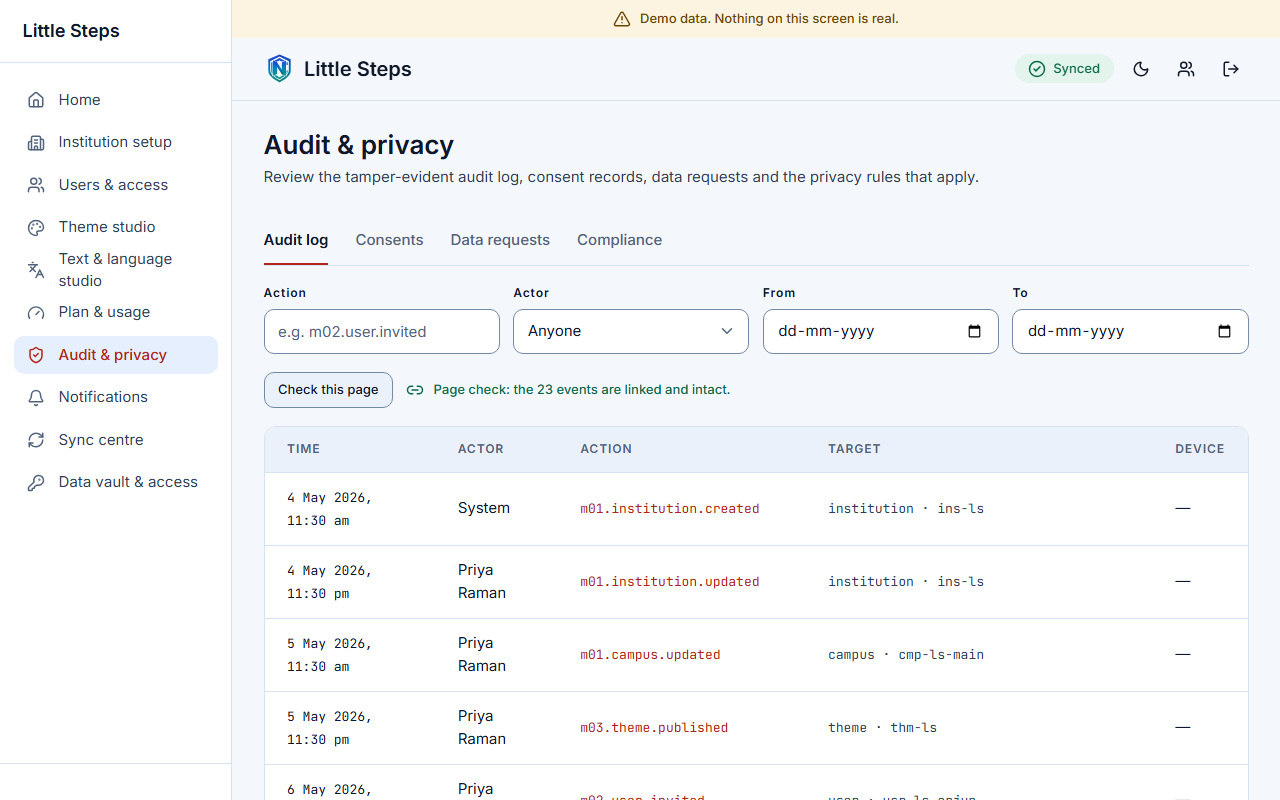 Little Steps
Home
Institution setup
Users & access
Theme studio
Text & language
studio
Plan & usage
Audit & privacy
Notifications
Sync centre
Data vault & access
Demo data. Nothing on this screen is real.
Little Steps
Synced
Audit & privacy
Review the tamper-evident audit log, consent records, data requests and the privacy rules that apply.
Audit log Consents Data requests Compliance
Action Actor From To
e.g. m02.user.invited Anyone dd-mm-yyyy dd-mm-yyyy
Check this page Page check: the 23 events are linked and intact.
TIME ACTOR ACTION TARGET DEVICE
4 May 2026,
11:30 am System m01.institution.created institution · ins-ls —
4 May 2026, Priya
11:30 pm Raman m01.institution.updated institution · ins-ls —
5 May 2026, Priya
11:30 am Raman m01.campus.updated campus · cmp-ls-main —
5 May 2026, Priya
11:30 pm Raman m03.theme.published theme · thm-ls —
6 May 2026, Priya